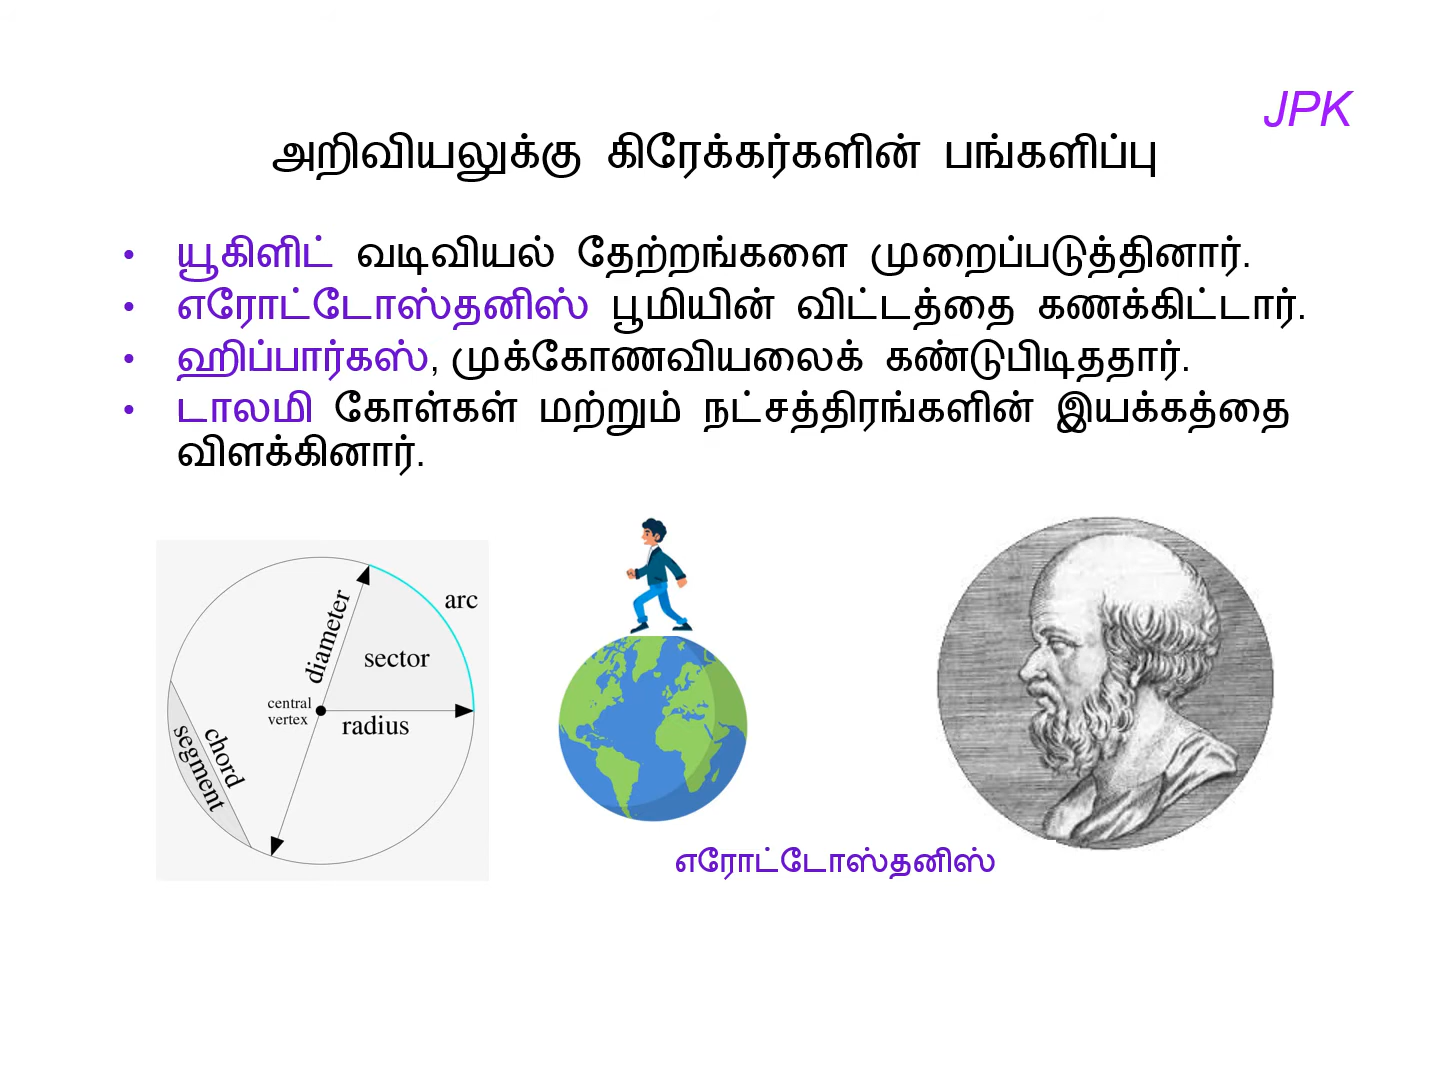 JPK
அறிவியலுக்கு கிரேக்கர்களின் பங்களிப்பு
• யூகிளிட் வடிவியல் தேற்றங்களை முறைப்படுத்தினார்.
• எரோட்டோஸ்தனிஸ் பூமியின் விட்டத்தை கணக்கிட்டார்.
• ஹிப்பார்கஸ், முக்கோணவியலைக் கண்டுபிடிததார்.
• டாலமி கோள்கள் மற்றும் நட்சத்திரங்களின் இயக்கத்தை
விளக்கினார்.
diameter
arc
sector
central
vertex
radius
chord
segment
எரோட்டோஸ்தனிஸ்